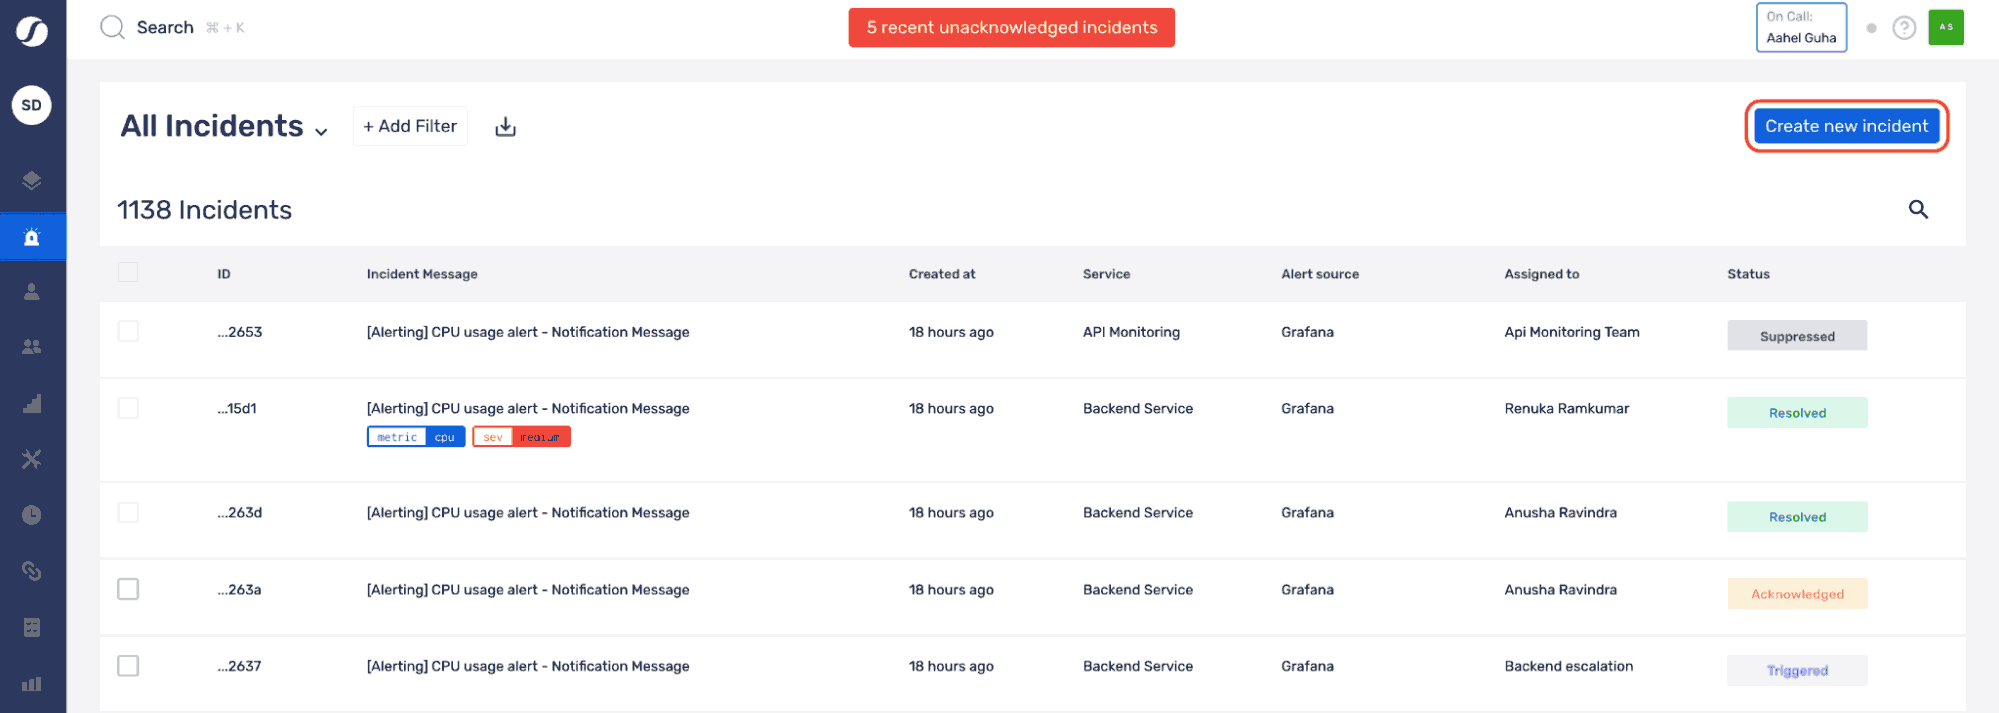 Search ⌘ + K
5 recent unacknowledged incidents
On Call:
Aahel Guha
AS
SD
All Incidents
+ Add Filter
Create new incident
1138 Incidents
ID Incident Message Created at Service Alert source Assigned to Status
...2653 [Alerting] CPU usage alert - Notification Message 18 hours ago API Monitoring Grafana Api Monitoring Team Suppressed
...15d1 [Alerting] CPU usage alert - Notification Message 18 hours ago Backend Service Grafana Renuka Ramkumar Resolved
metric cpu sev medium
...263d [Alerting] CPU usage alert - Notification Message 18 hours ago Backend Service Grafana Anusha Ravindra Resolved
...263a [Alerting] CPU usage alert - Notification Message 18 hours ago Backend Service Grafana Anusha Ravindra Acknowledged
...2637 [Alerting] CPU usage alert - Notification Message 18 hours ago Backend Service Grafana Backend escalation Triggered